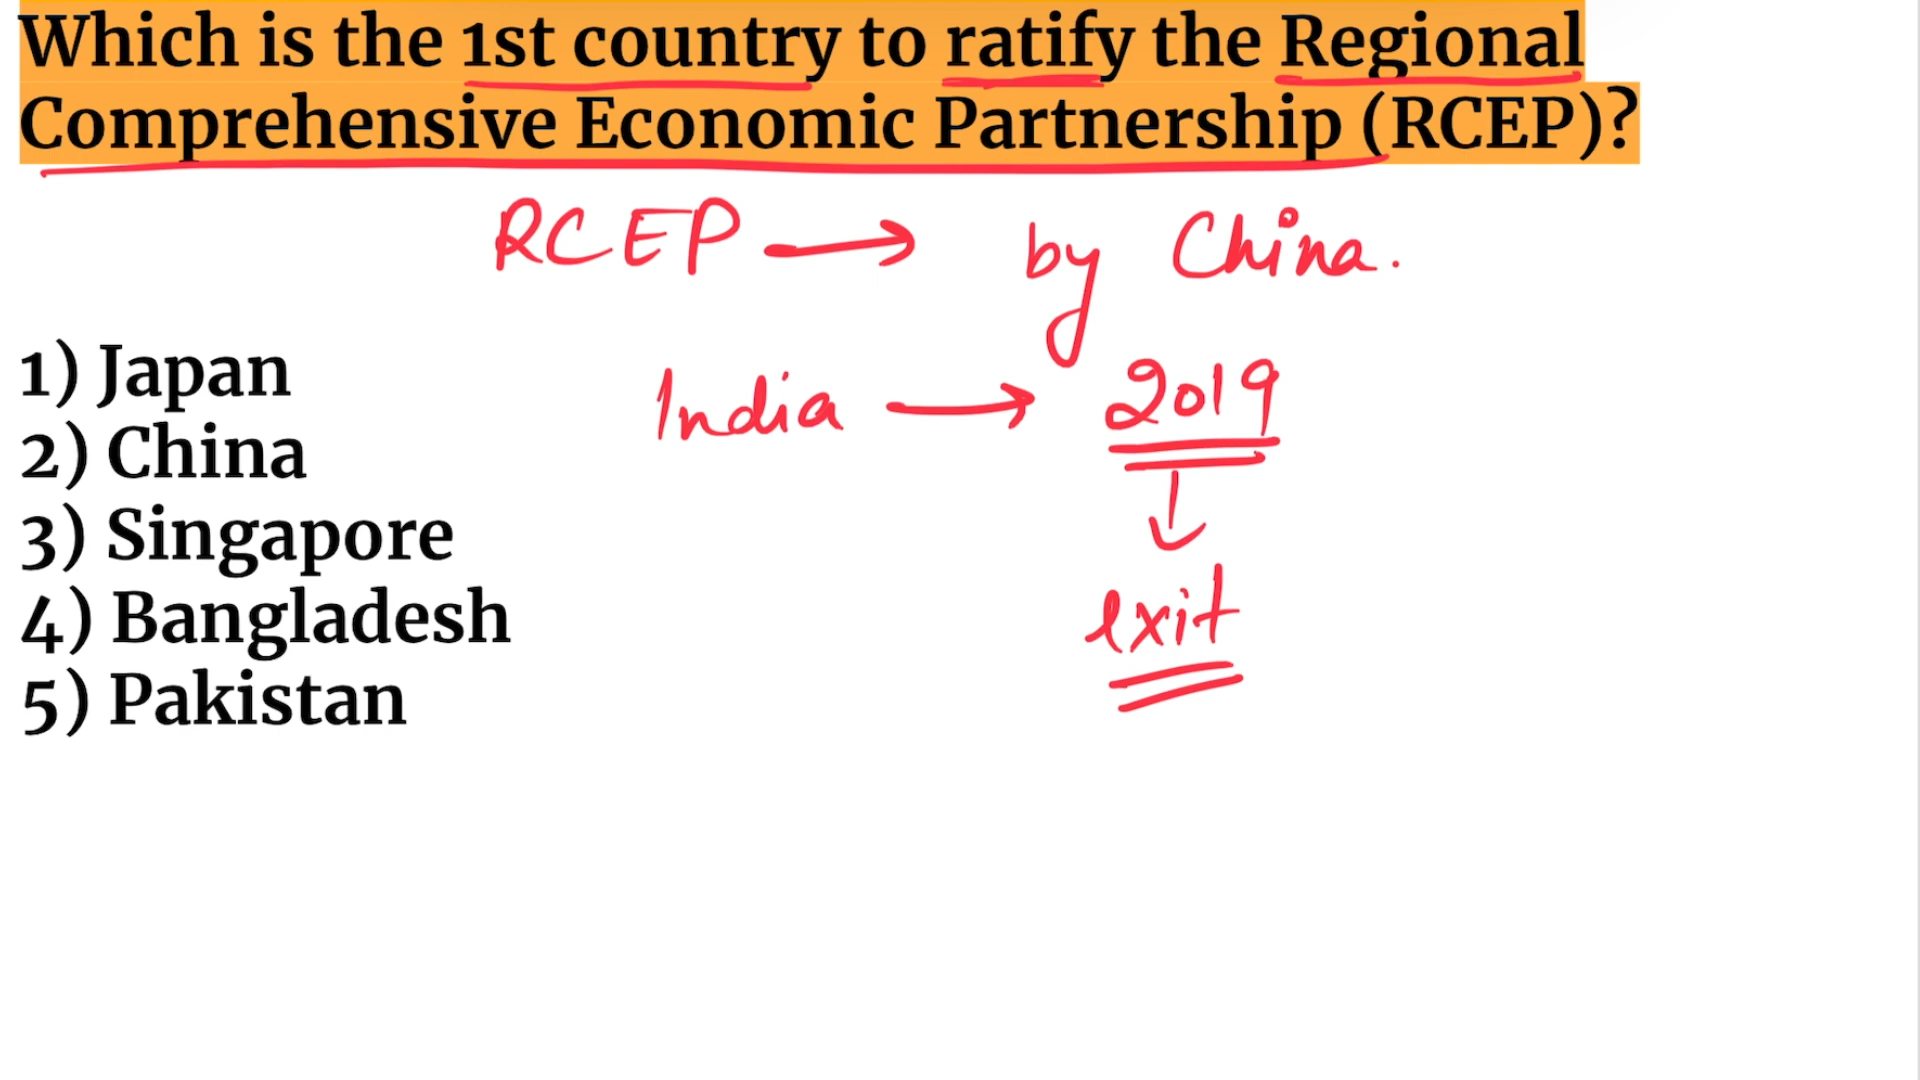 Which is the 1st country to ratify the Regional
Comprehensive Economic Partnership (RCEP)?
RCEP → by China.
1) Japan
India → 2019
2) China
↓
3) Singapore
exit
4) Bangladesh
5) Pakistan